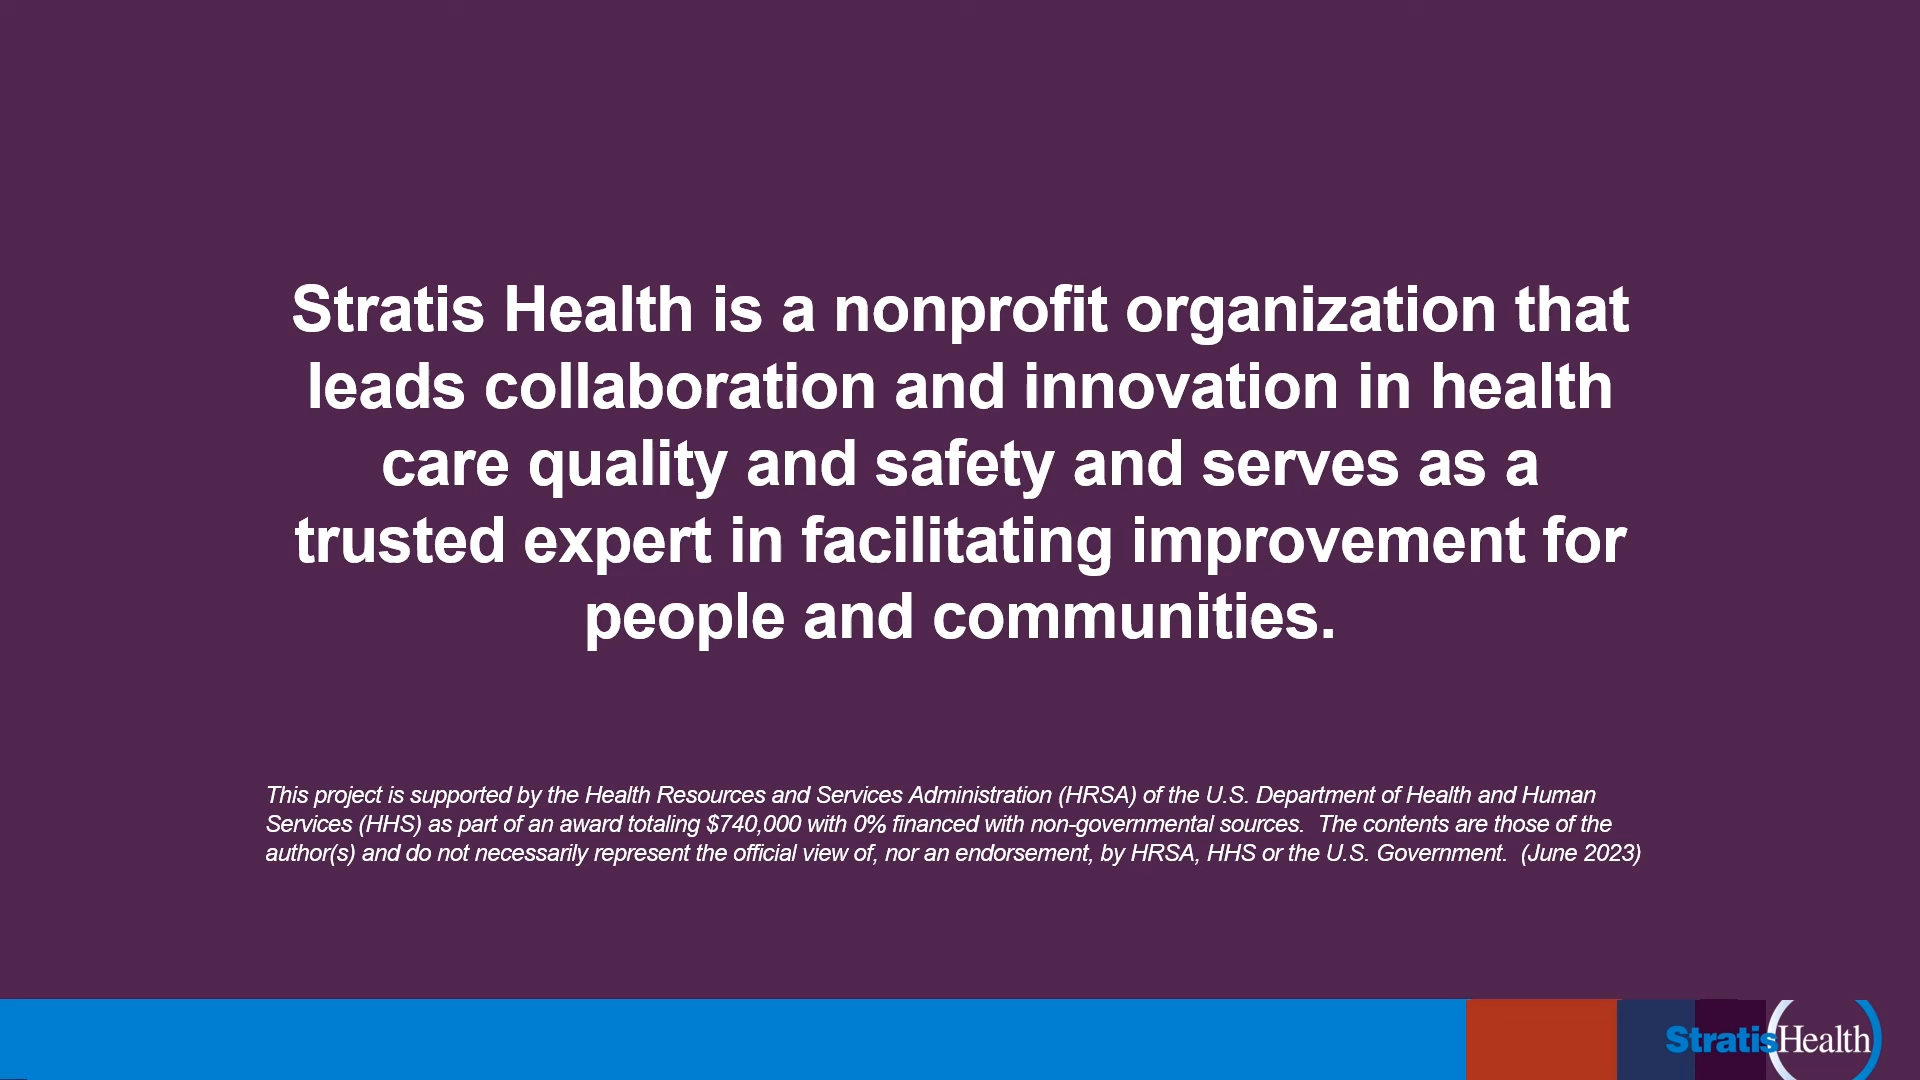 Stratis Health is a nonprofit organization that
leads collaboration and innovation in health
care quality and safety and serves as a
trusted expert in facilitating improvement for
people and communities.
This project is supported by the Health Resources and Services Administration (HRSA) of the U.S. Department of Health and Human
Services (HHS) as part of an award totaling $740,000 with 0% financed with non-governmental sources.  The contents are those of the
author(s) and do not necessarily represent the official view of, nor an endorsement, by HRSA, HHS or the U.S. Government.  (June 2023)
StratisHealth